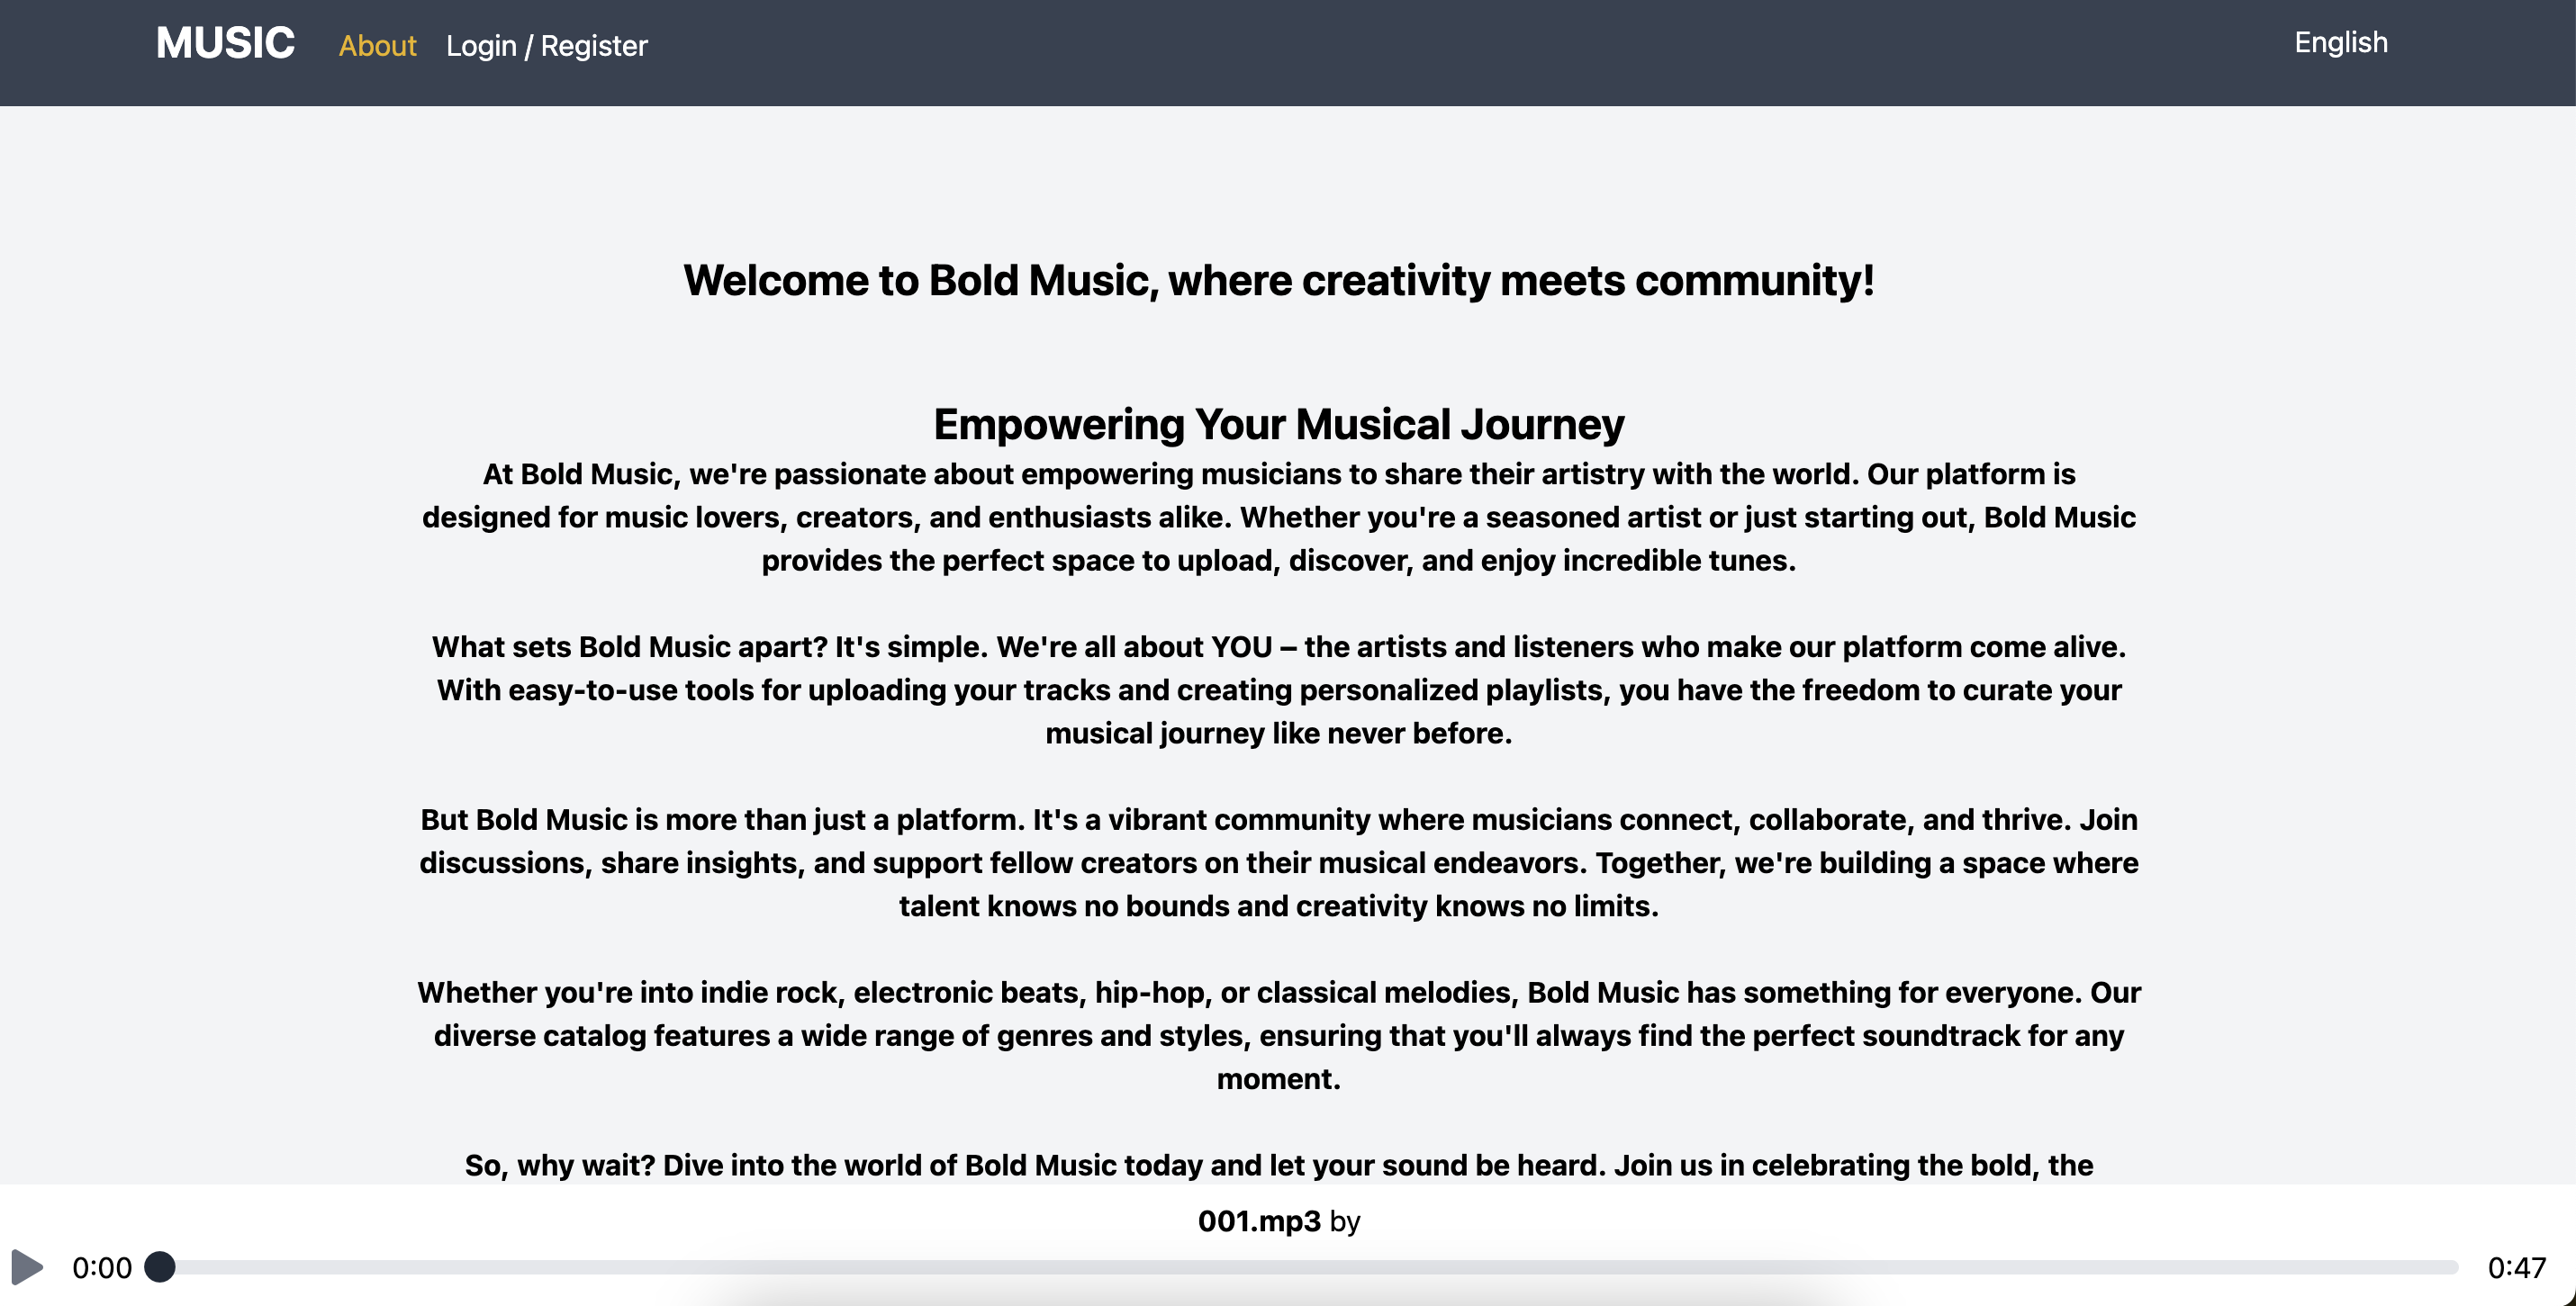 MUSIC About Login / Register English
Welcome to Bold Music, where creativity meets community!
Empowering Your Musical Journey
At Bold Music, we're passionate about empowering musicians to share their artistry with the world. Our platform is
designed for music lovers, creators, and enthusiasts alike. Whether you're a seasoned artist or just starting out, Bold Music
provides the perfect space to upload, discover, and enjoy incredible tunes.
What sets Bold Music apart? It's simple. We're all about YOU – the artists and listeners who make our platform come alive.
With easy-to-use tools for uploading your tracks and creating personalized playlists, you have the freedom to curate your
musical journey like never before.
But Bold Music is more than just a platform. It's a vibrant community where musicians connect, collaborate, and thrive. Join
discussions, share insights, and support fellow creators on their musical endeavors. Together, we're building a space where
talent knows no bounds and creativity knows no limits.
Whether you're into indie rock, electronic beats, hip-hop, or classical melodies, Bold Music has something for everyone. Our
diverse catalog features a wide range of genres and styles, ensuring that you'll always find the perfect soundtrack for any
moment.
So, why wait? Dive into the world of Bold Music today and let your sound be heard. Join us in celebrating the bold, the
001.mp3 by
0:00 0:47